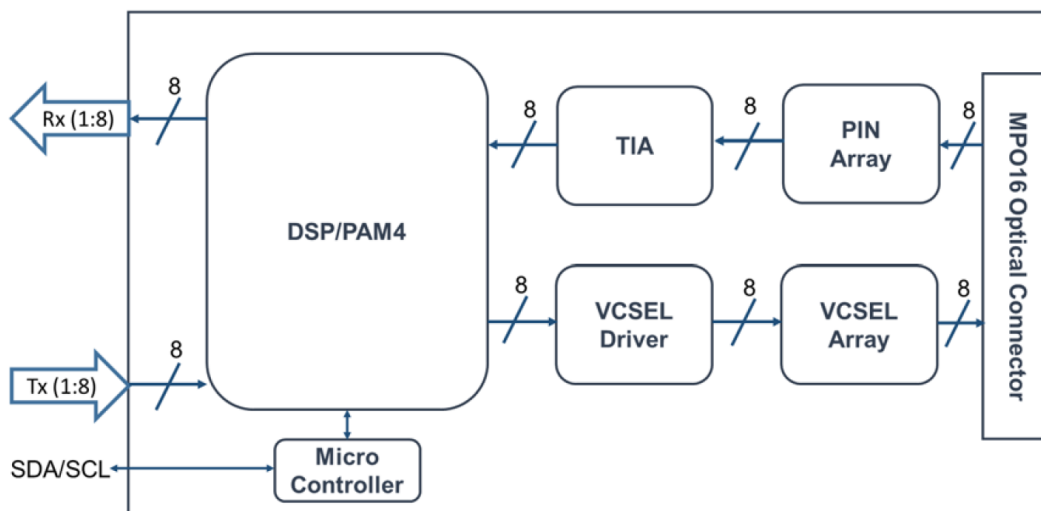 8
Rx (1:8)
DSP/PAM4
8
TIA
8
PIN
Array
8
MPO16 Optical Connector
8
VCSEL
Driver
8
VCSEL
Array
8
8
Tx (1:8)
SDA/SCL
Micro
Controller